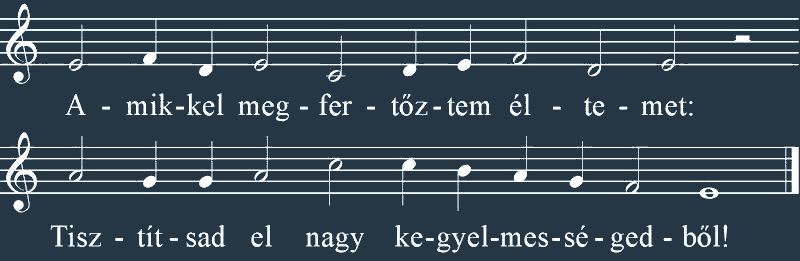 A - mik-kel meg - fer - tőz-tem él - te - met:
Tisz - tít - sad el nagy ke-gyel-mes-sé - ged - ből!